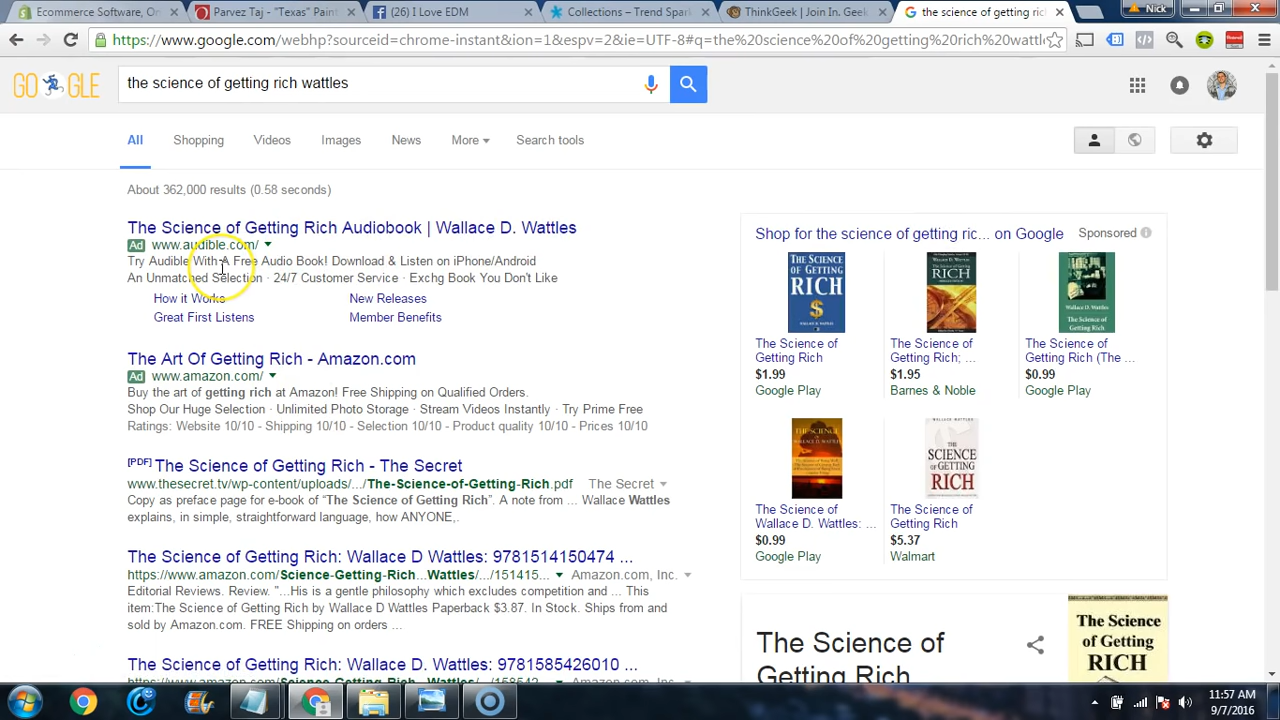 Ecommerce Software, On
Parvez Taj - "Texas" Paint
(26) I Love EDM
Collections – Trend Spark
ThinkGeek | Join In. Geek
the science of getting ric
Nick
https://www.google.com/webhp?sourceid=chrome-instant&ion=1&espv=2&ie=UTF-8#q=the%20science%20of%20getting%20rich%20wattle
the science of getting rich wattles
All
Shopping
Videos
Images
News
More
Search tools
About 362,000 results (0.58 seconds)
The Science of Getting Rich Audiobook | Wallace D. Wattles
Ad www.audible.com/
Try Audible With A Free Audio Book! Download & Listen on iPhone/Android
An Unmatched Selection · 24/7 Customer Service · Exchg Book You Don't Like
How it Works
New Releases
Great First Listens
Member Benefits
The Art Of Getting Rich - Amazon.com
Ad www.amazon.com/
Buy the art of getting rich at Amazon! Free Shipping on Qualified Orders.
Shop Our Huge Selection · Unlimited Photo Storage · Stream Videos Instantly · Try Prime Free
Ratings: Website 10/10 - Shipping 10/10 - Selection 10/10 - Product quality 10/10 - Prices 10/10
[PDF] The Science of Getting Rich - The Secret
www.thesecret.tv/wp-content/uploads/.../The-Science-of-Getting-Rich.pdf The Secret
Copy as preface page for e-book of “The Science of Getting Rich”. A note from ... Wallace Wattles
explains, in simple, straightforward language, how ANYONE,.
The Science of Getting Rich: Wallace D Wattles: 9781514150474 ...
https://www.amazon.com/Science-Getting-Rich...Wattles/.../151415... Amazon.com, Inc.
Editorial Reviews. Review. "...His is a gentle philosophy which excludes competition and ... This
item:The Science of Getting Rich by Wallace D Wattles Paperback $3.87. In Stock. Ships from and
sold by Amazon.com. FREE Shipping on orders ...
The Science of Getting Rich: Wallace D. Wattles: 9781585426010 ...
Shop for the science of getting ric... on Google
Sponsored
The Science of
Getting Rich
$1.99
Google Play
The Science of
Getting Rich; ...
$1.95
Barnes & Noble
The Science of
Getting Rich (The ...
$0.99
Google Play
The Science of
Wallace D. Wattles: ...
$0.99
Google Play
The Science of
Getting Rich
$5.37
Walmart
The Science of
Getting Rich
The Science
of Getting
RICH
11:57 AM
9/7/2016